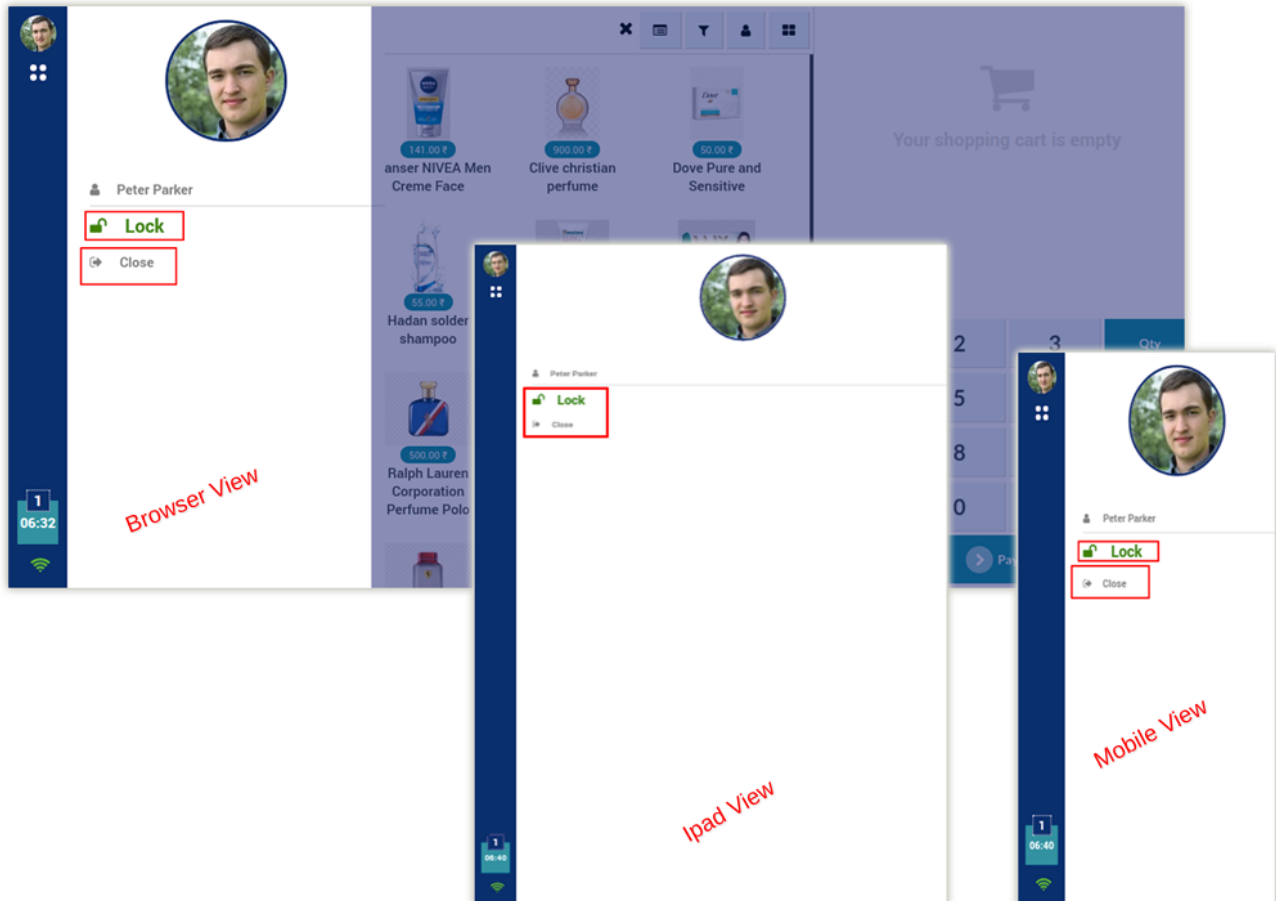 141.00 ₹
anser NIVEA Men
Creme Face
900.00 ₹
Clive christian
perfume
Dove
50.00 ₹
Dove Pure and
Sensitive
Your shopping cart is empty
Peter Parker
Lock
Close
55.00 ₹
Hadan solder
shampoo
500.00 ₹
Ralph Lauren
Corporation
Perfume Polo
Browser View
1
06:32
2
3
Qty
5
8
0
Pay
Peter Parker
Lock
Close
Ipad View
1
06:40
Peter Parker
Lock
Close
Mobile View
1
06:40